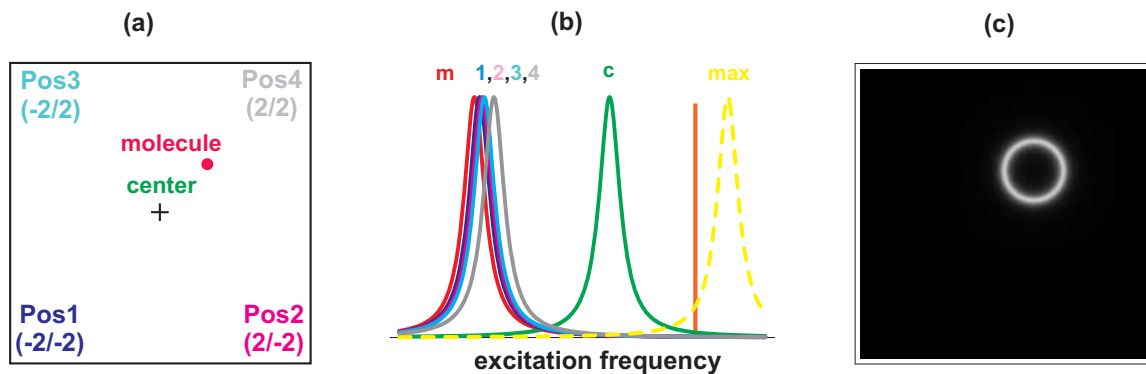 (a)
(b)
(c)
Pos3
(-2/2)
Pos4
(2/2)
molecule
center
Pos1
(-2/-2)
Pos2
(2/-2)
m
1,2,3,4
c
max
excitation frequency